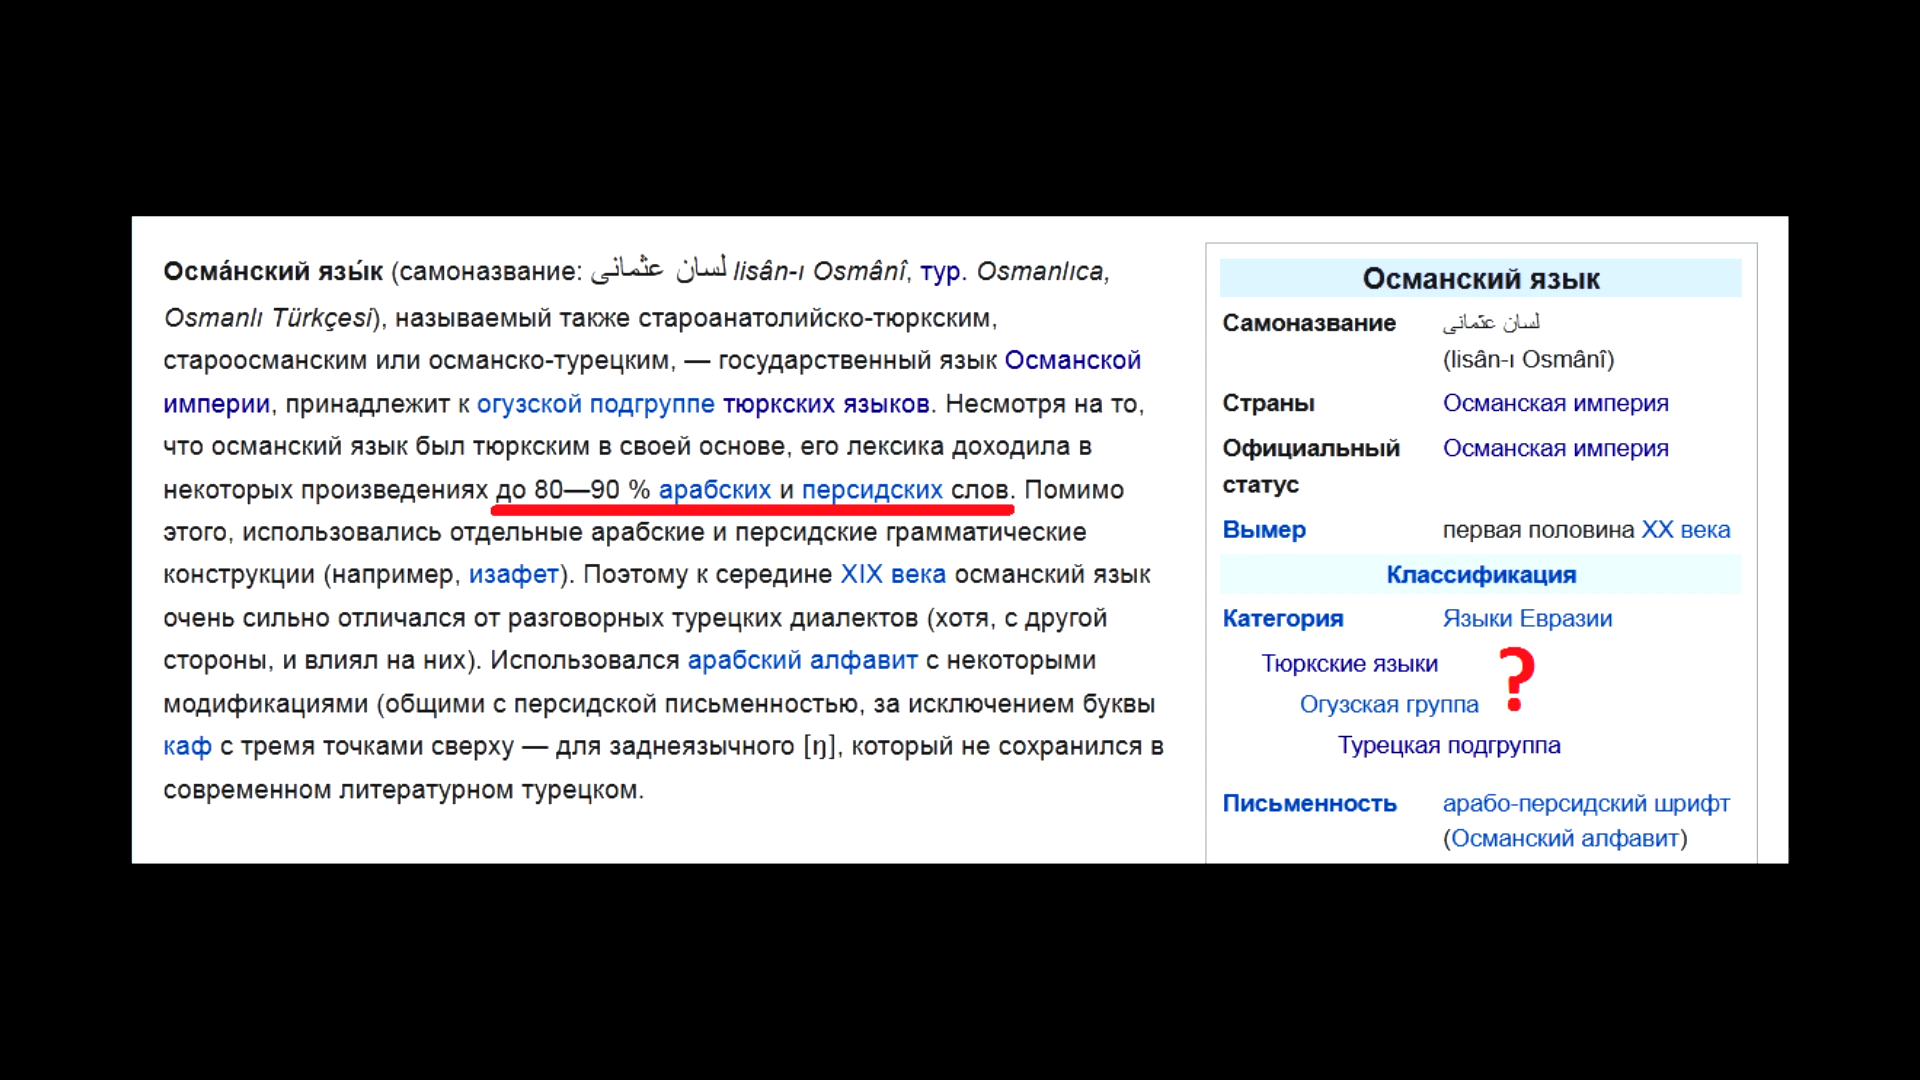 Осма́нский язы́к (самоназвание: لسان عثمانى lisân-ı Osmânî, тур. Osmanlıca,
Osmanlı Türkçesi), называемый также староанатолийско-тюркским,
староосманским или османско-турецким, — государственный язык Османской
империи, принадлежит к огузской подгруппе тюркских языков. Несмотря на то,
что османский язык был тюркским в своей основе, его лексика доходила в
некоторых произведениях до 80—90 % арабских и персидских слов. Помимо
этого, использовались отдельные арабские и персидские грамматические
конструкции (например, изафет). Поэтому к середине XIX века османский язык
очень сильно отличался от разговорных турецких диалектов (хотя, с другой
стороны, и влиял на них). Использовался арабский алфавит с некоторыми
модификациями (общими с персидской письменностью, за исключением буквы
каф с тремя точками сверху — для заднеязычного [ŋ], который не сохранился в
современном литературном турецком.
Османский язык
Самоназвание لسان عثمانى
(lisân-ı Osmânî)
Страны Османская империя
Официальный Османская империя
статус
Вымер первая половина XX века
Классификация
Категория Языки Евразии
Тюркские языки
?
Огузская группа
Турецкая подгруппа
Письменность арабо-персидский шрифт
(Османский алфавит)